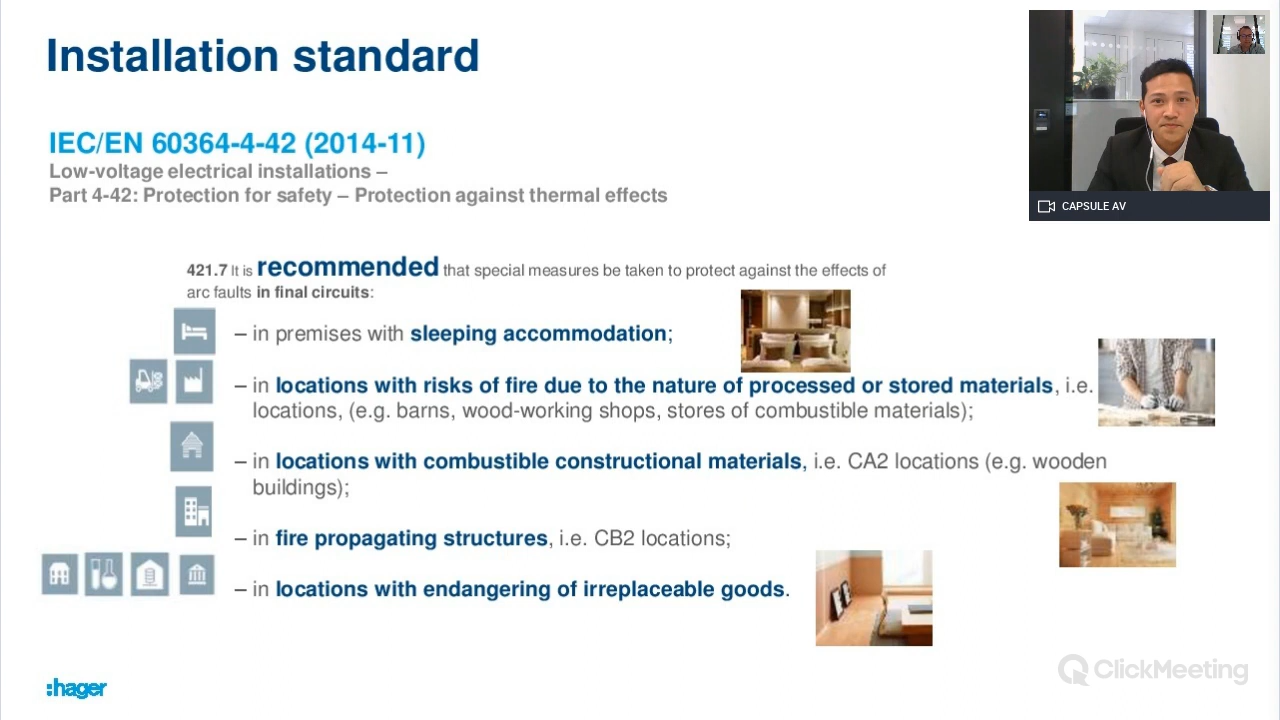 Installation standard
CAPSULE AV
IEC/EN 60364-4-42 (2014-11)
Low-voltage electrical installations –
Part 4-42: Protection for safety – Protection against thermal effects
421.7 It is recommended that special measures be taken to protect against the effects of
arc faults in final circuits:
– in premises with sleeping accommodation;
– in locations with risks of fire due to the nature of processed or stored materials, i.e.
locations, (e.g. barns, wood-working shops, stores of combustible materials);
– in locations with combustible constructional materials, i.e. CA2 locations (e.g. wooden
buildings);
– in fire propagating structures, i.e. CB2 locations;
– in locations with endangering of irreplaceable goods.
:hager
ClickMeeting